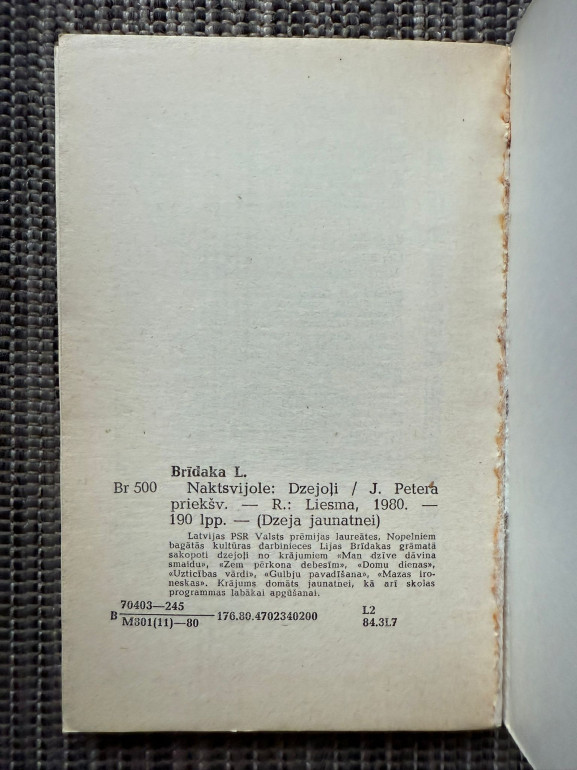 Brīdaka L.
Br 500 Naktsvijole: Dzejoļi / J. Petera
priekšv. — R.: Liesma, 1980. —
190 lpp. — (Dzeja jaunatnei)
Latvijas PSR Valsts prēmijas laureātes, Nopelniem
bagātās kultūras darbinieces Lijas Brīdakas grāmatā
sakopoti dzejoļi no krājumiem «Man dzīve dāvina
smaidu», «Zem pērkona debesīm», «Domu dienas»,
«Uzticības vārdi», «Gulbju pavadīšana», «Mazas iro-
neskas». Krājums domāts jaunatnei, kā arī skolas
programmas labākai apgūšanai.
70403—245
B 176.80.4702340200 L2
M801(11)—80 84.3L7